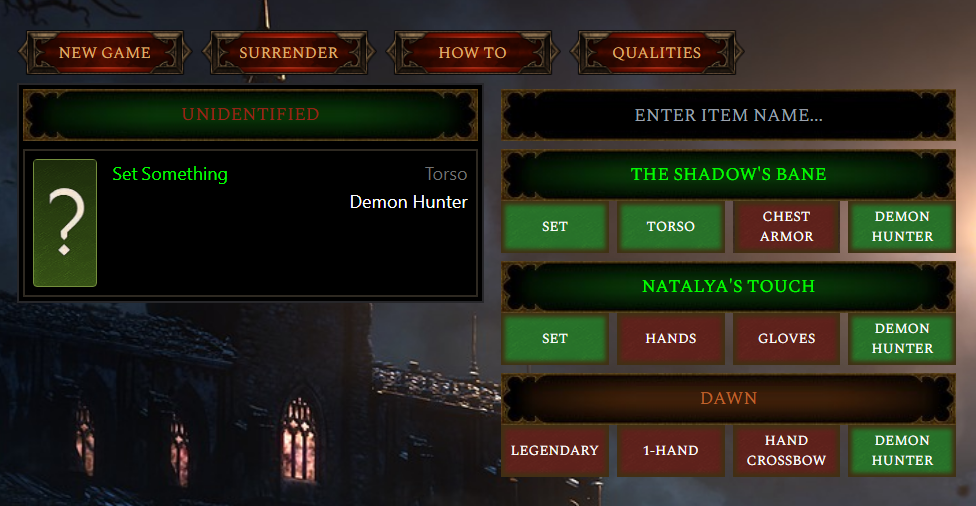 NEW GAME
SURRENDER
HOW TO
QUALITIES
UNIDENTIFIED
?
Set Something
Torso
Demon Hunter
ENTER ITEM NAME...
THE SHADOW'S BANE
SET
TORSO
CHEST
ARMOR
DEMON
HUNTER
NATALYA'S TOUCH
SET
HANDS
GLOVES
DEMON
HUNTER
DAWN
LEGENDARY
1-HAND
HAND
CROSSBOW
DEMON
HUNTER